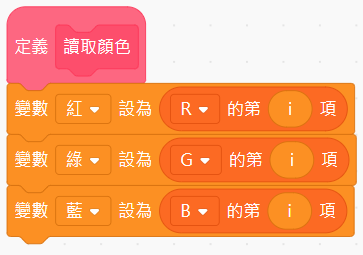 定義 讀取顏色
變數 紅 設為 R 的第 i 項
變數 綠 設為 G 的第 i 項
變數 藍 設為 B 的第 i 項